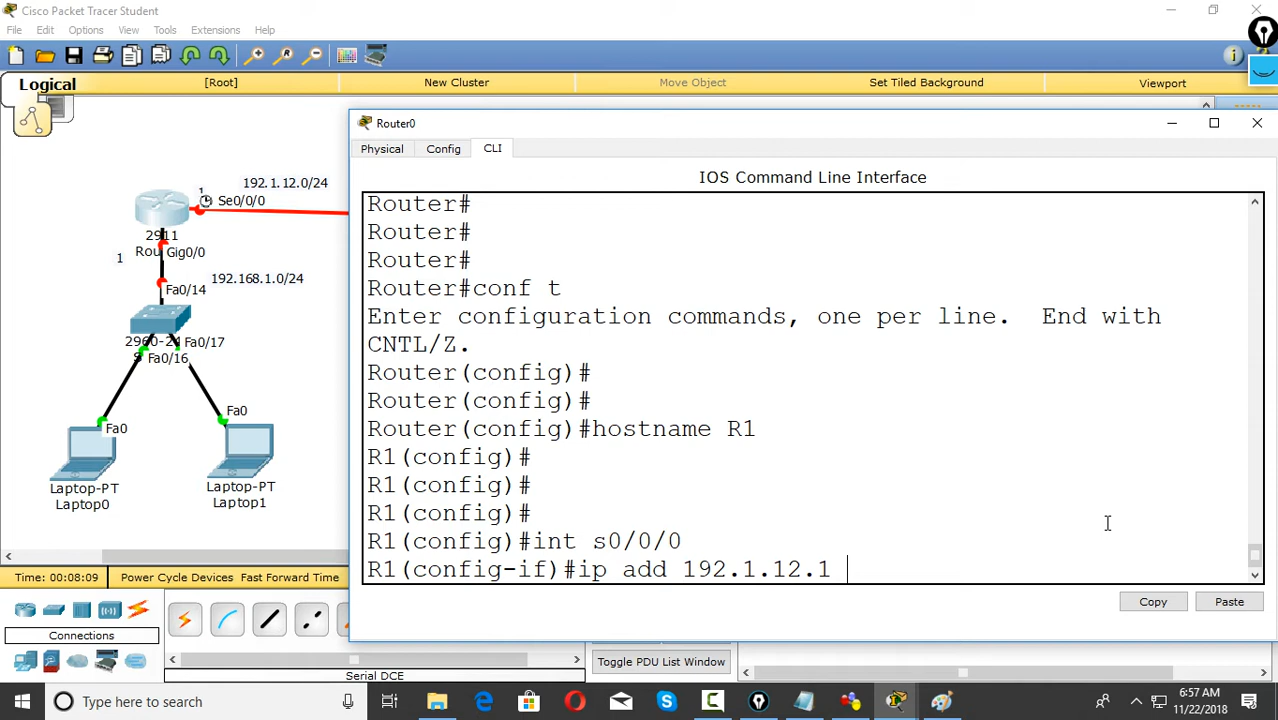 Cisco Packet Tracer Student
File Edit Options View Tools Extensions Help
Logical [Root] New Cluster Move Object Set Tiled Background Viewport
192.1.12.0/24
1
Se0/0/0
2911
Rou Gig0/0
1
192.168.1.0/24
Fa0/14
2960-24 Fa0/17
S Fa0/16
Fa0
Fa0
Laptop-PT
Laptop0
Laptop-PT
Laptop1
Router0
Physical Config CLI
IOS Command Line Interface
Router#
Router#
Router#
Router#conf t
Enter configuration commands, one per line.  End with
CNTL/Z.
Router(config)#
Router(config)#
Router(config)#hostname R1
R1(config)#
R1(config)#
R1(config)#
R1(config)#int s0/0/0
R1(config-if)#ip add 192.1.12.1
Copy Paste
Time: 00:08:09 Power Cycle Devices Fast Forward Time
Connections
Serial DCE
Toggle PDU List Window
Type here to search
6:57 AM
11/22/2018